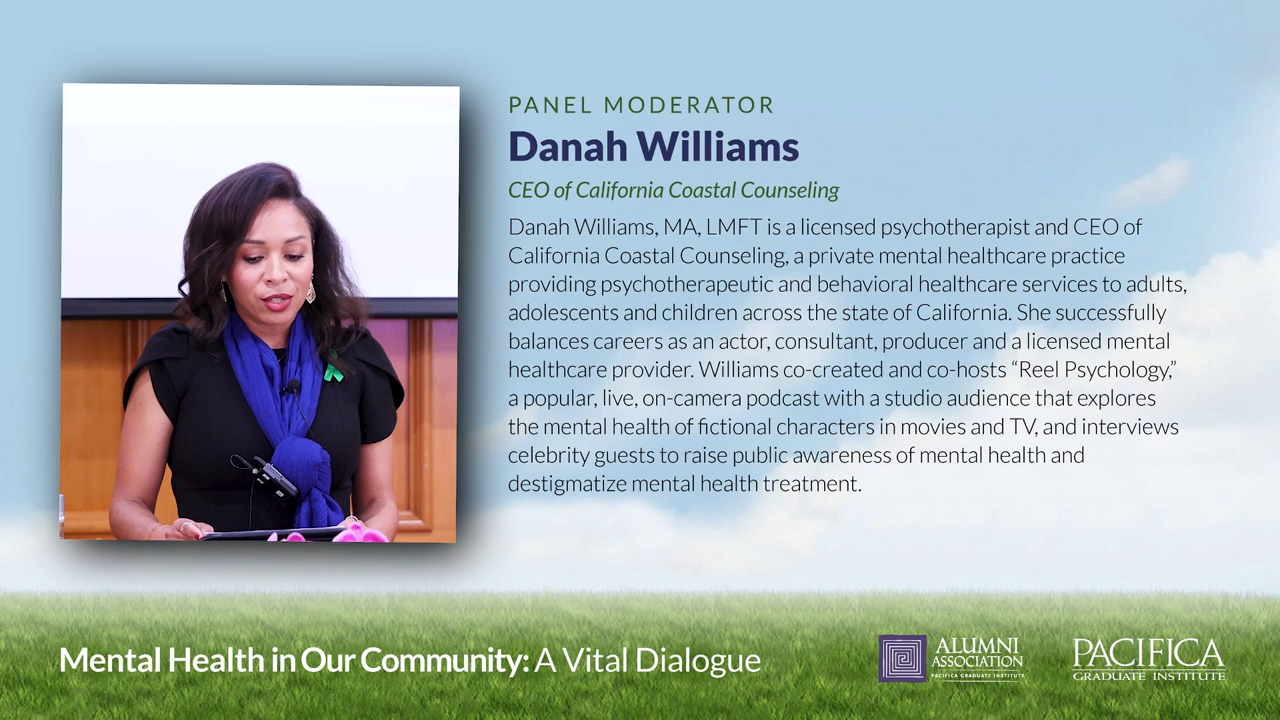 PANEL MODERATOR
Danah Williams
CEO of California Coastal Counseling
Danah Williams, MA, LMFT is a licensed psychotherapist and CEO of
California Coastal Counseling, a private mental healthcare practice
providing psychotherapeutic and behavioral healthcare services to adults,
adolescents and children across the state of California. She successfully
balances careers as an actor, consultant, producer and a licensed mental
healthcare provider. Williams co-created and co-hosts “Reel Psychology,”
a popular, live, on-camera podcast with a studio audience that explores
the mental health of fictional characters in movies and TV, and interviews
celebrity guests to raise public awareness of mental health and
destigmatize mental health treatment.
Mental Health in Our Community: A Vital Dialogue
ALUMNI
ASSOCIATION
PACIFICA GRADUATE INSTITUTE
PACIFICA
GRADUATE INSTITUTE